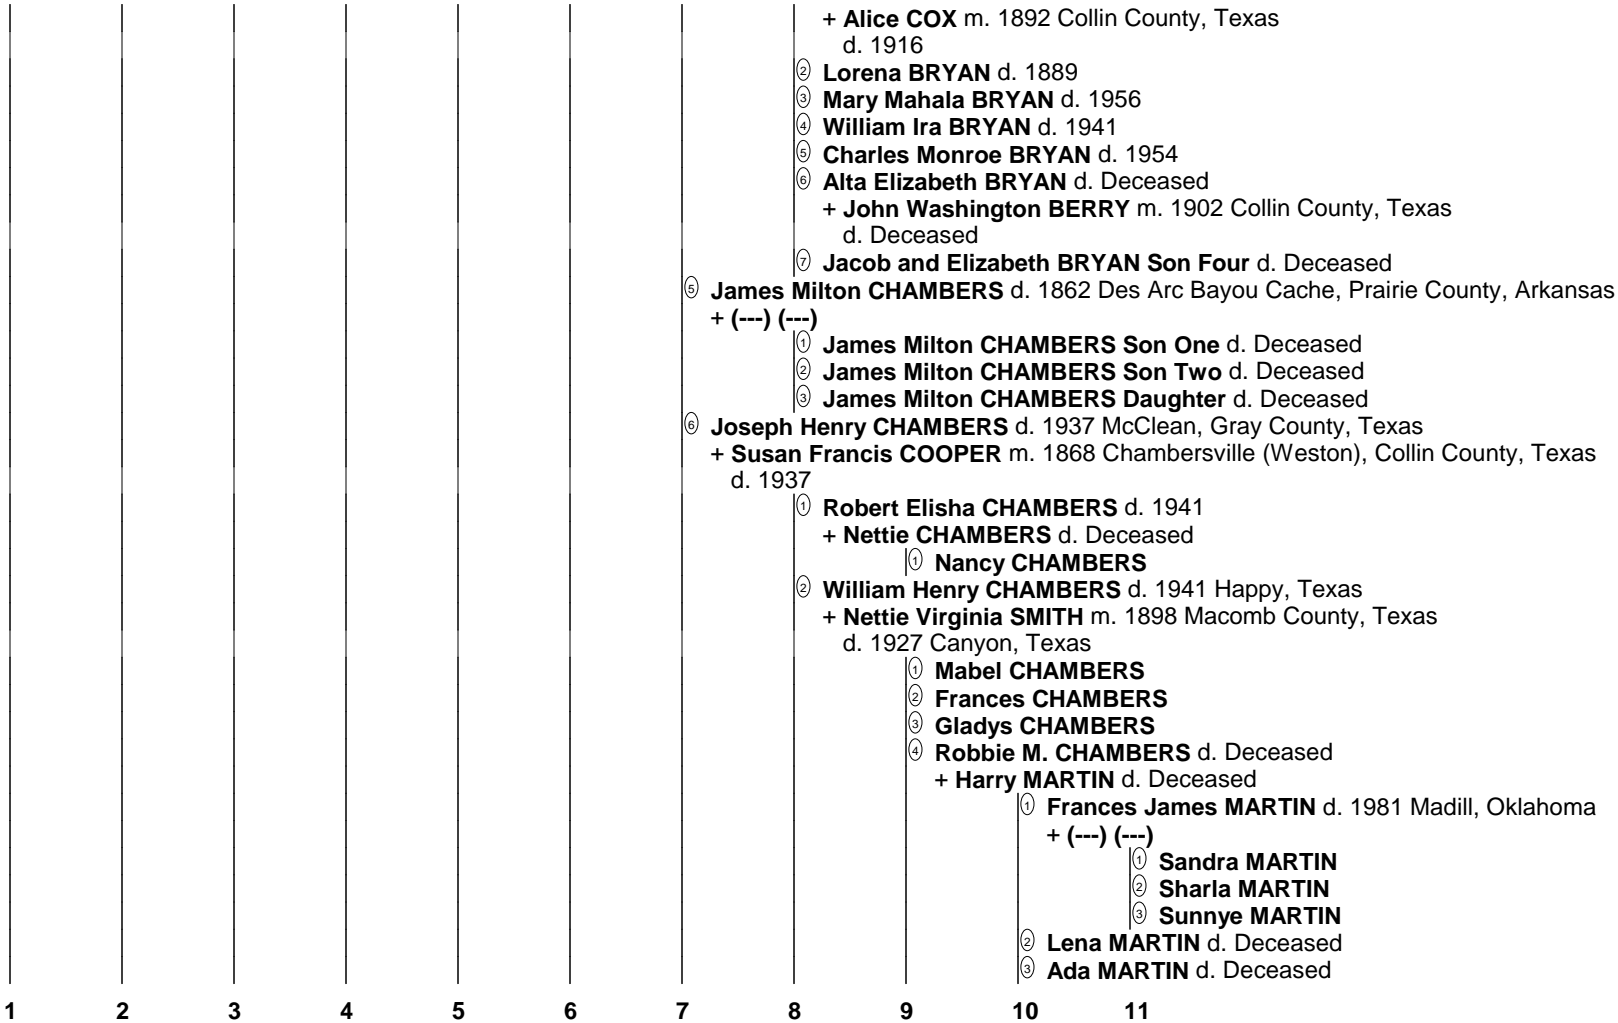 + Alice COX m. 1892 Collin County, Texas
d. 1916
2 Lorena BRYAN d. 1889
3 Mary Mahala BRYAN d. 1956
4 William Ira BRYAN d. 1941
5 Charles Monroe BRYAN d. 1954
6 Alta Elizabeth BRYAN d. Deceased
+ John Washington BERRY m. 1902 Collin County, Texas
d. Deceased
7 Jacob and Elizabeth BRYAN Son Four d. Deceased
5 James Milton CHAMBERS d. 1862 Des Arc Bayou Cache, Prairie County, Arkansas
+ (---) (---)
1 James Milton CHAMBERS Son One d. Deceased
2 James Milton CHAMBERS Son Two d. Deceased
3 James Milton CHAMBERS Daughter d. Deceased
6 Joseph Henry CHAMBERS d. 1937 McClean, Gray County, Texas
+ Susan Francis COOPER m. 1868 Chambersville (Weston), Collin County, Texas
d. 1937
1 Robert Elisha CHAMBERS d. 1941
+ Nettie CHAMBERS d. Deceased
1 Nancy CHAMBERS
2 William Henry CHAMBERS d. 1941 Happy, Texas
+ Nettie Virginia SMITH m. 1898 Macomb County, Texas
d. 1927 Canyon, Texas
1 Mabel CHAMBERS
2 Frances CHAMBERS
3 Gladys CHAMBERS
4 Robbie M. CHAMBERS d. Deceased
+ Harry MARTIN d. Deceased
1 Frances James MARTIN d. 1981 Madill, Oklahoma
+ (---) (---)
1 Sandra MARTIN
2 Sharla MARTIN
3 Sunnye MARTIN
2 Lena MARTIN d. Deceased
3 Ada MARTIN d. Deceased
1 2 3 4 5 6 7 8 9 10 11